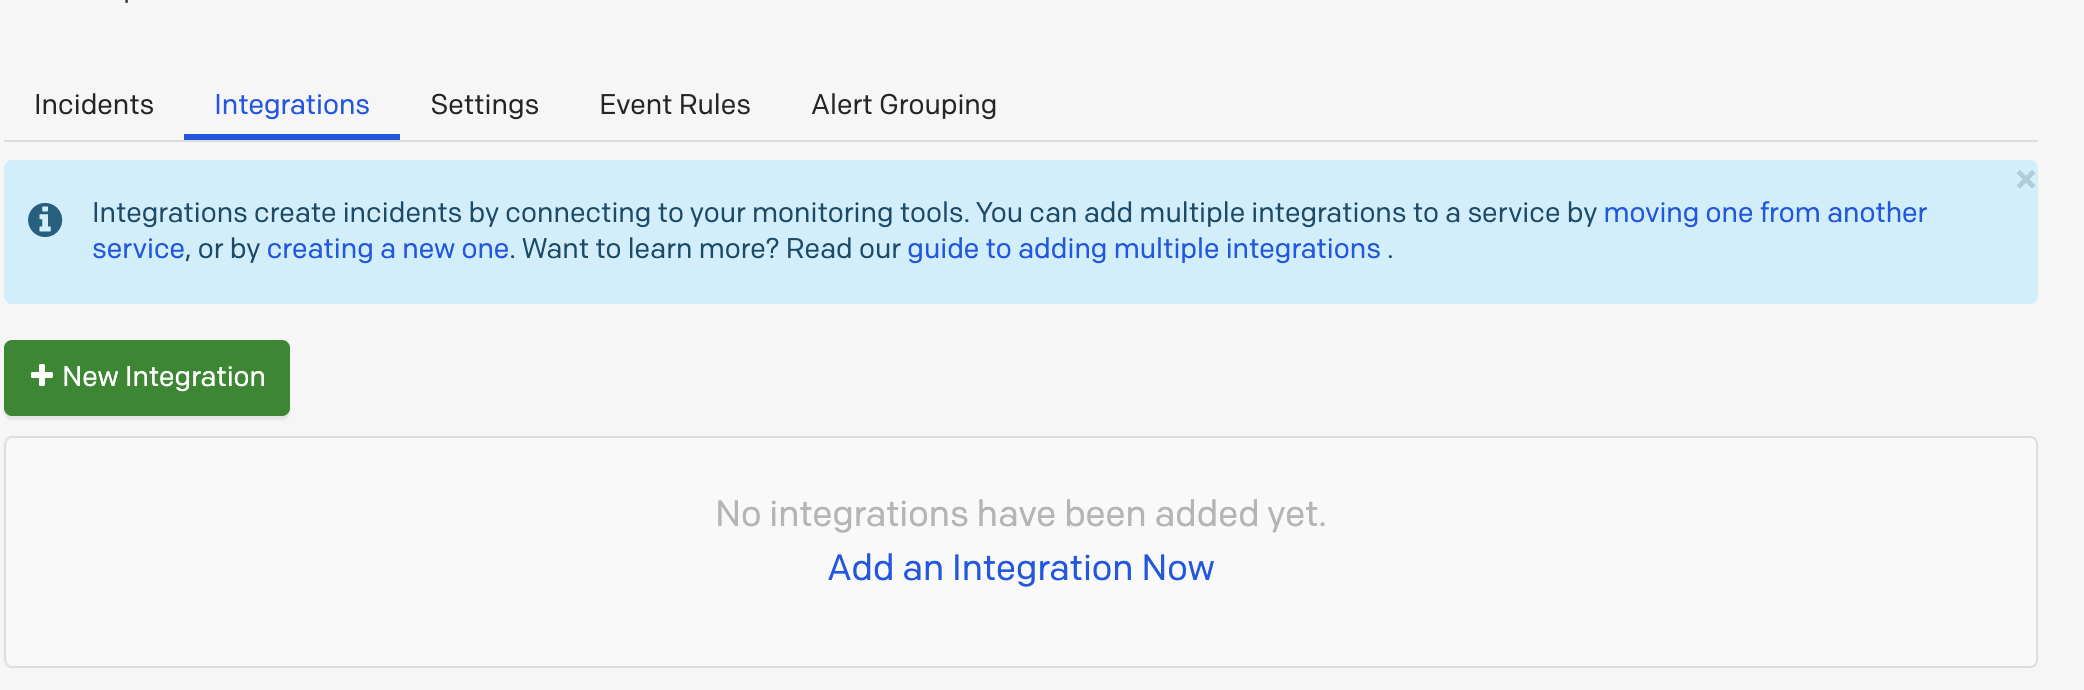 Incidents Integrations Settings Event Rules Alert Grouping
Integrations create incidents by connecting to your monitoring tools. You can add multiple integrations to a service by moving one from another
service, or by creating a new one. Want to learn more? Read our guide to adding multiple integrations .
New Integration
No integrations have been added yet.
Add an Integration Now